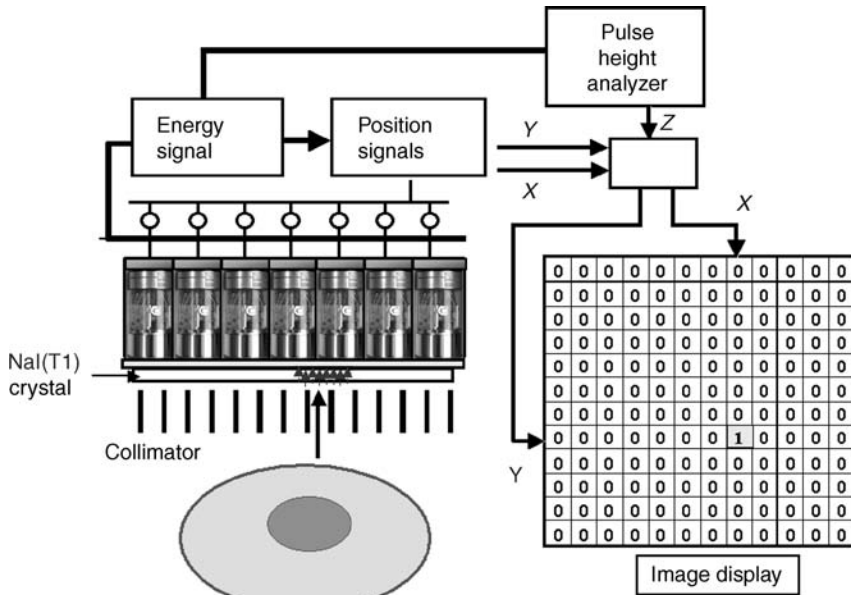 Pulse
height
analyzer
Energy
signal
Position
signals
Y
Z
X
X
NaI(T1)
crystal
Collimator
Y
0 0 0 0 0 0 0 0 0 0 0 0
0 0 0 0 0 0 0 0 0 0 0 0
0 0 0 0 0 0 0 0 0 0 0 0
0 0 0 0 0 0 0 0 0 0 0 0
0 0 0 0 0 0 0 0 0 0 0 0
0 0 0 0 0 0 0 0 0 0 0 0
0 0 0 0 0 0 0 0 0 0 0 0
0 0 0 0 0 0 0 1 0 0 0 0
0 0 0 0 0 0 0 0 0 0 0 0
0 0 0 0 0 0 0 0 0 0 0 0
0 0 0 0 0 0 0 0 0 0 0 0
0 0 0 0 0 0 0 0 0 0 0 0
Image display